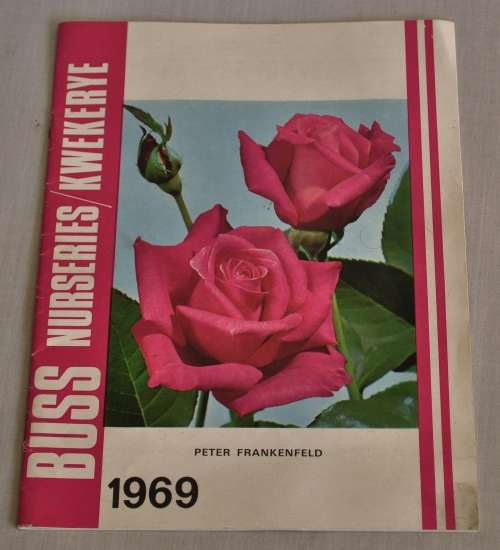 BUSS NURSERIES/KWEKERYE
PETER FRANKENFELD
1969